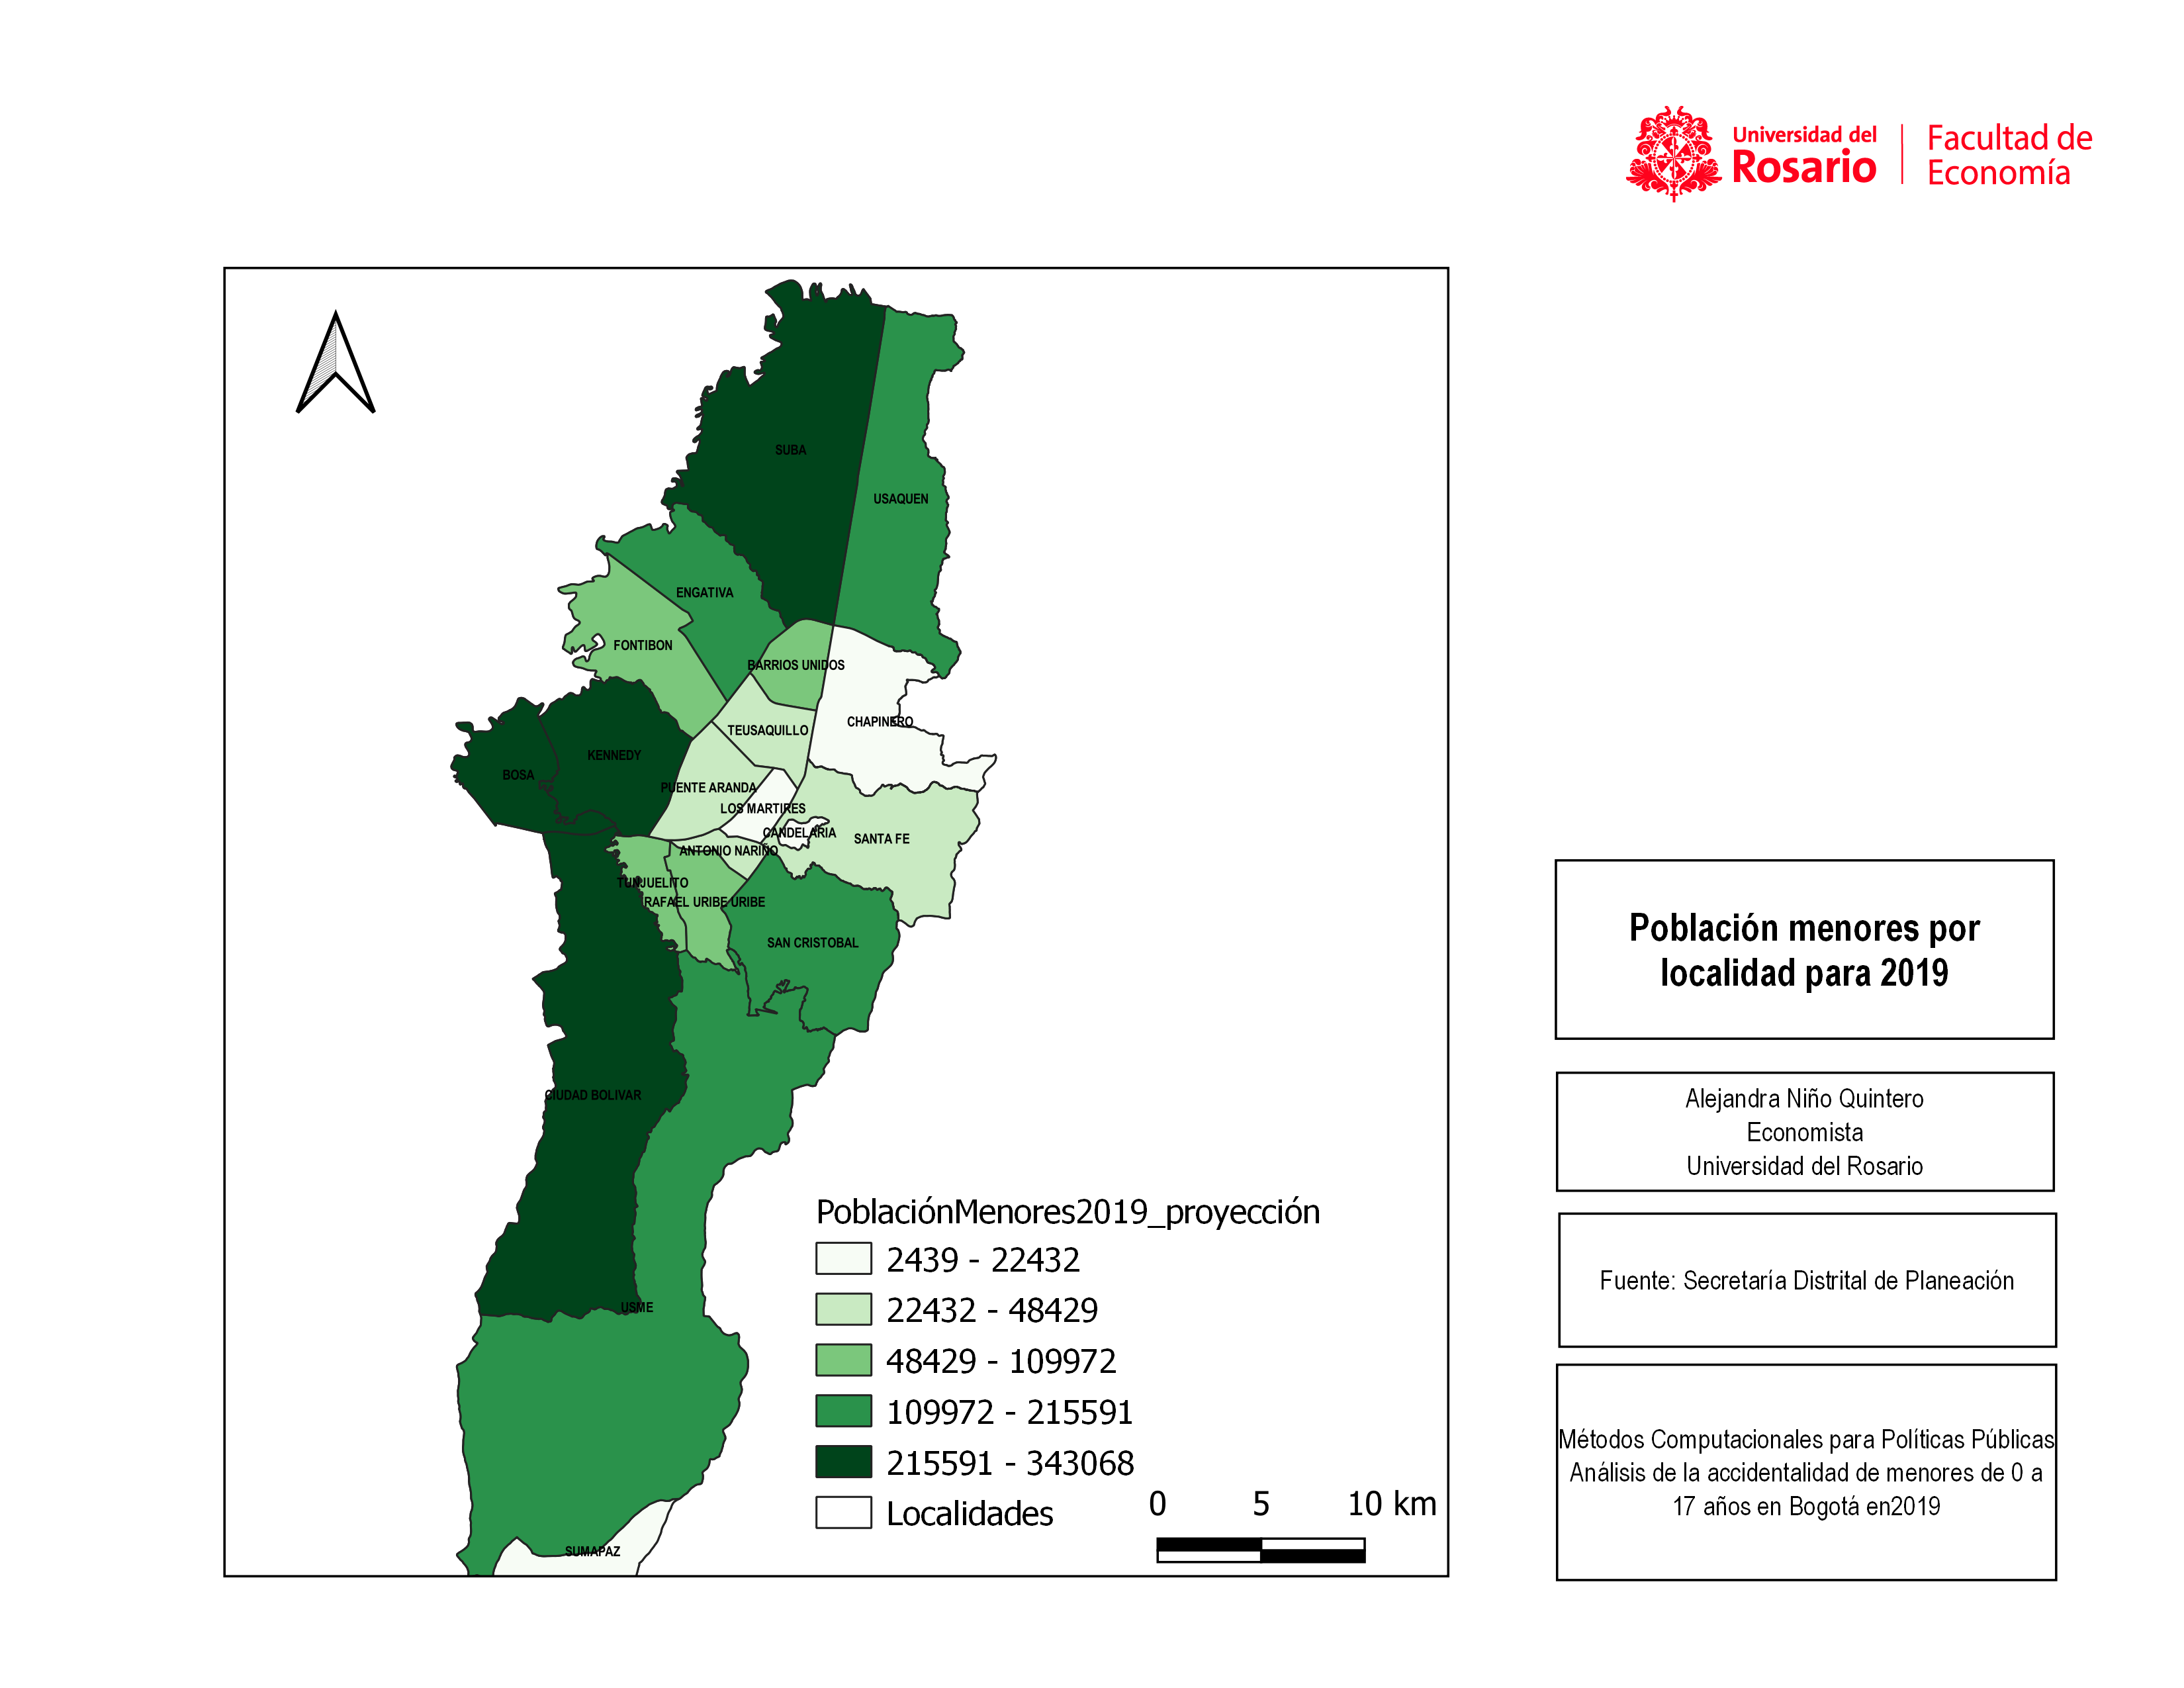 Universidad del
Rosario
Facultad de
Economía
SUBA
USAQUEN
ENGATIVA
FONTIBON
BARRIOS UNIDOS
CHAPINERO
TEUSAQUILLO
KENNEDY
BOSA
PUENTE ARANDA
LOS MARTIRES
CANDELARIA
SANTA FE
ANTONIO NARIÑO
TUNJUELITO
RAFAEL URIBE URIBE
SAN CRISTOBAL
CIUDAD BOLIVAR
USME
SUMAPAZ
PoblaciónMenores2019_proyección
2439 - 22432
22432 - 48429
48429 - 109972
109972 - 215591
215591 - 343068
Localidades
0 5 10 km
Población menores por
localidad para 2019
Alejandra Niño Quintero
Economista
Universidad del Rosario
Fuente: Secretaría Distrital de Planeación
Métodos Computacionales para Políticas Públicas
Análisis de la accidentalidad de menores de 0 a
17 años en Bogotá en2019